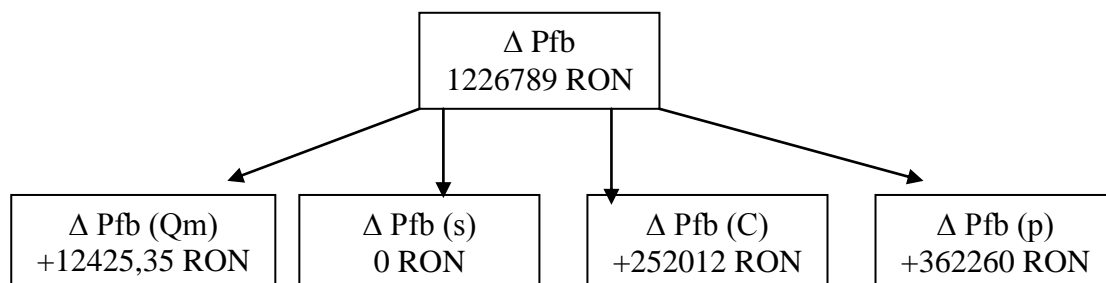 Δ Pfb
1226789 RON
Δ Pfb (Qm)
+12425,35 RON
Δ Pfb (s)
0 RON
Δ Pfb (C)
+252012 RON
Δ Pfb (p)
+362260 RON